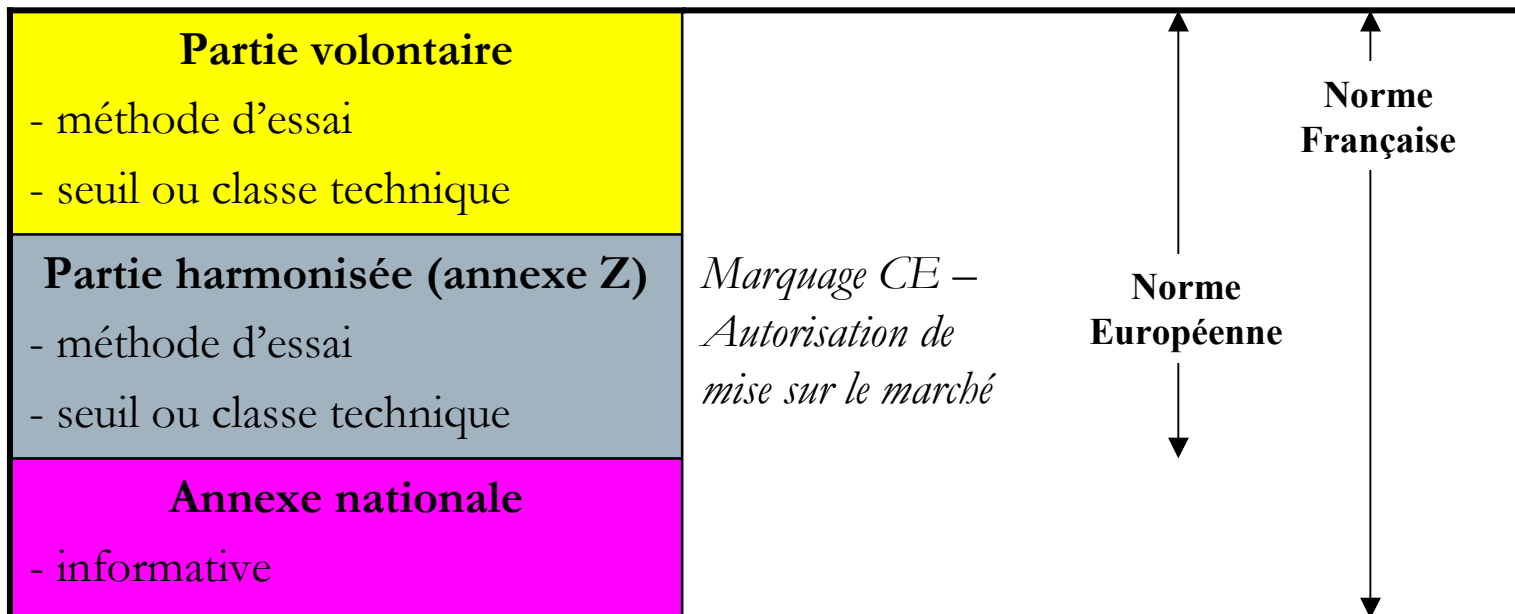 Partie volontaire
- méthode d'essai
- seuil ou classe technique
Partie harmonisée (annexe Z)
- méthode d'essai
- seuil ou classe technique
Annexe nationale
- informative
Marquage CE –
Autorisation de
mise sur le marché
Norme
Européenne
Norme
Française